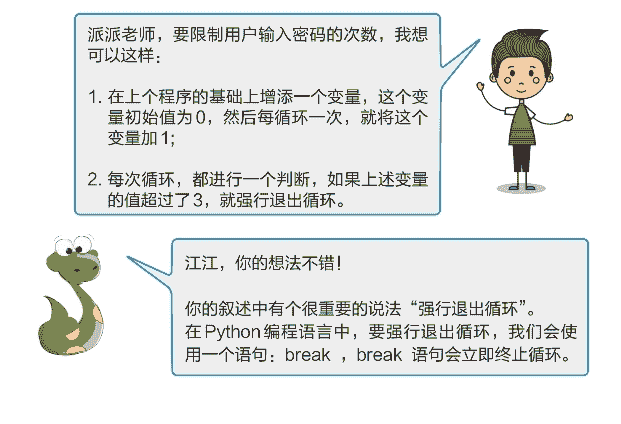 派派老师，要限制用户输入密码的次数，我想
可以这样：
1. 在上个程序的基础上增添一个变量，这个变
量初始值为0，然后每循环一次，就将这个
变量加1；
2. 每次循环，都进行一个判断，如果上述变量
的值超过了3，就强行退出循环。
江江，你的想法不错！
你的叙述中有个很重要的说法“强行退出循环”。
在Python编程语言中，要强行退出循环，我们会使
用一个语句：break ，break 语句会立即终止循环。